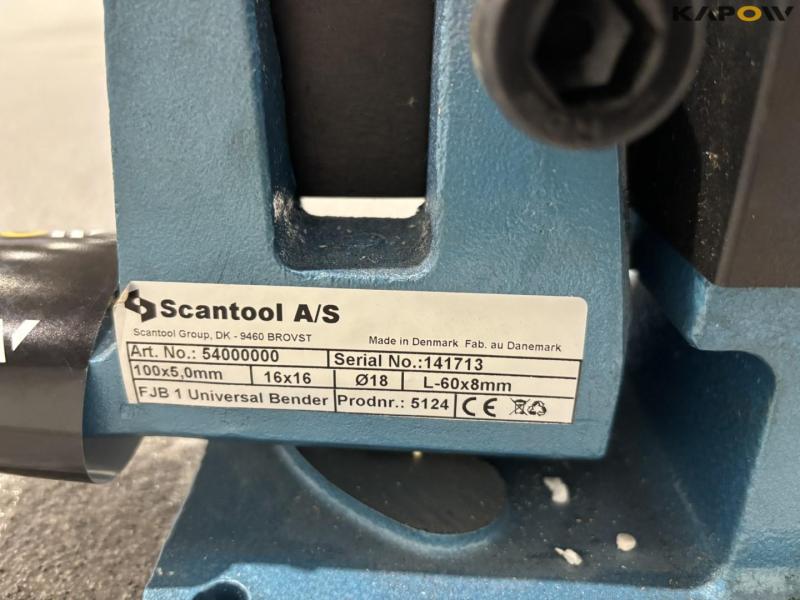 KAPOW
Scantool A/S
Scantool Group, DK - 9460 BROVST
Made in Denmark Fab. au Danemark
Art. No.: 54000000
Serial No.:141713
100x5,0mm
16x16
Ø18
L-60x8mm
FJB 1 Universal Bender
Prodnr.: 5124
CE